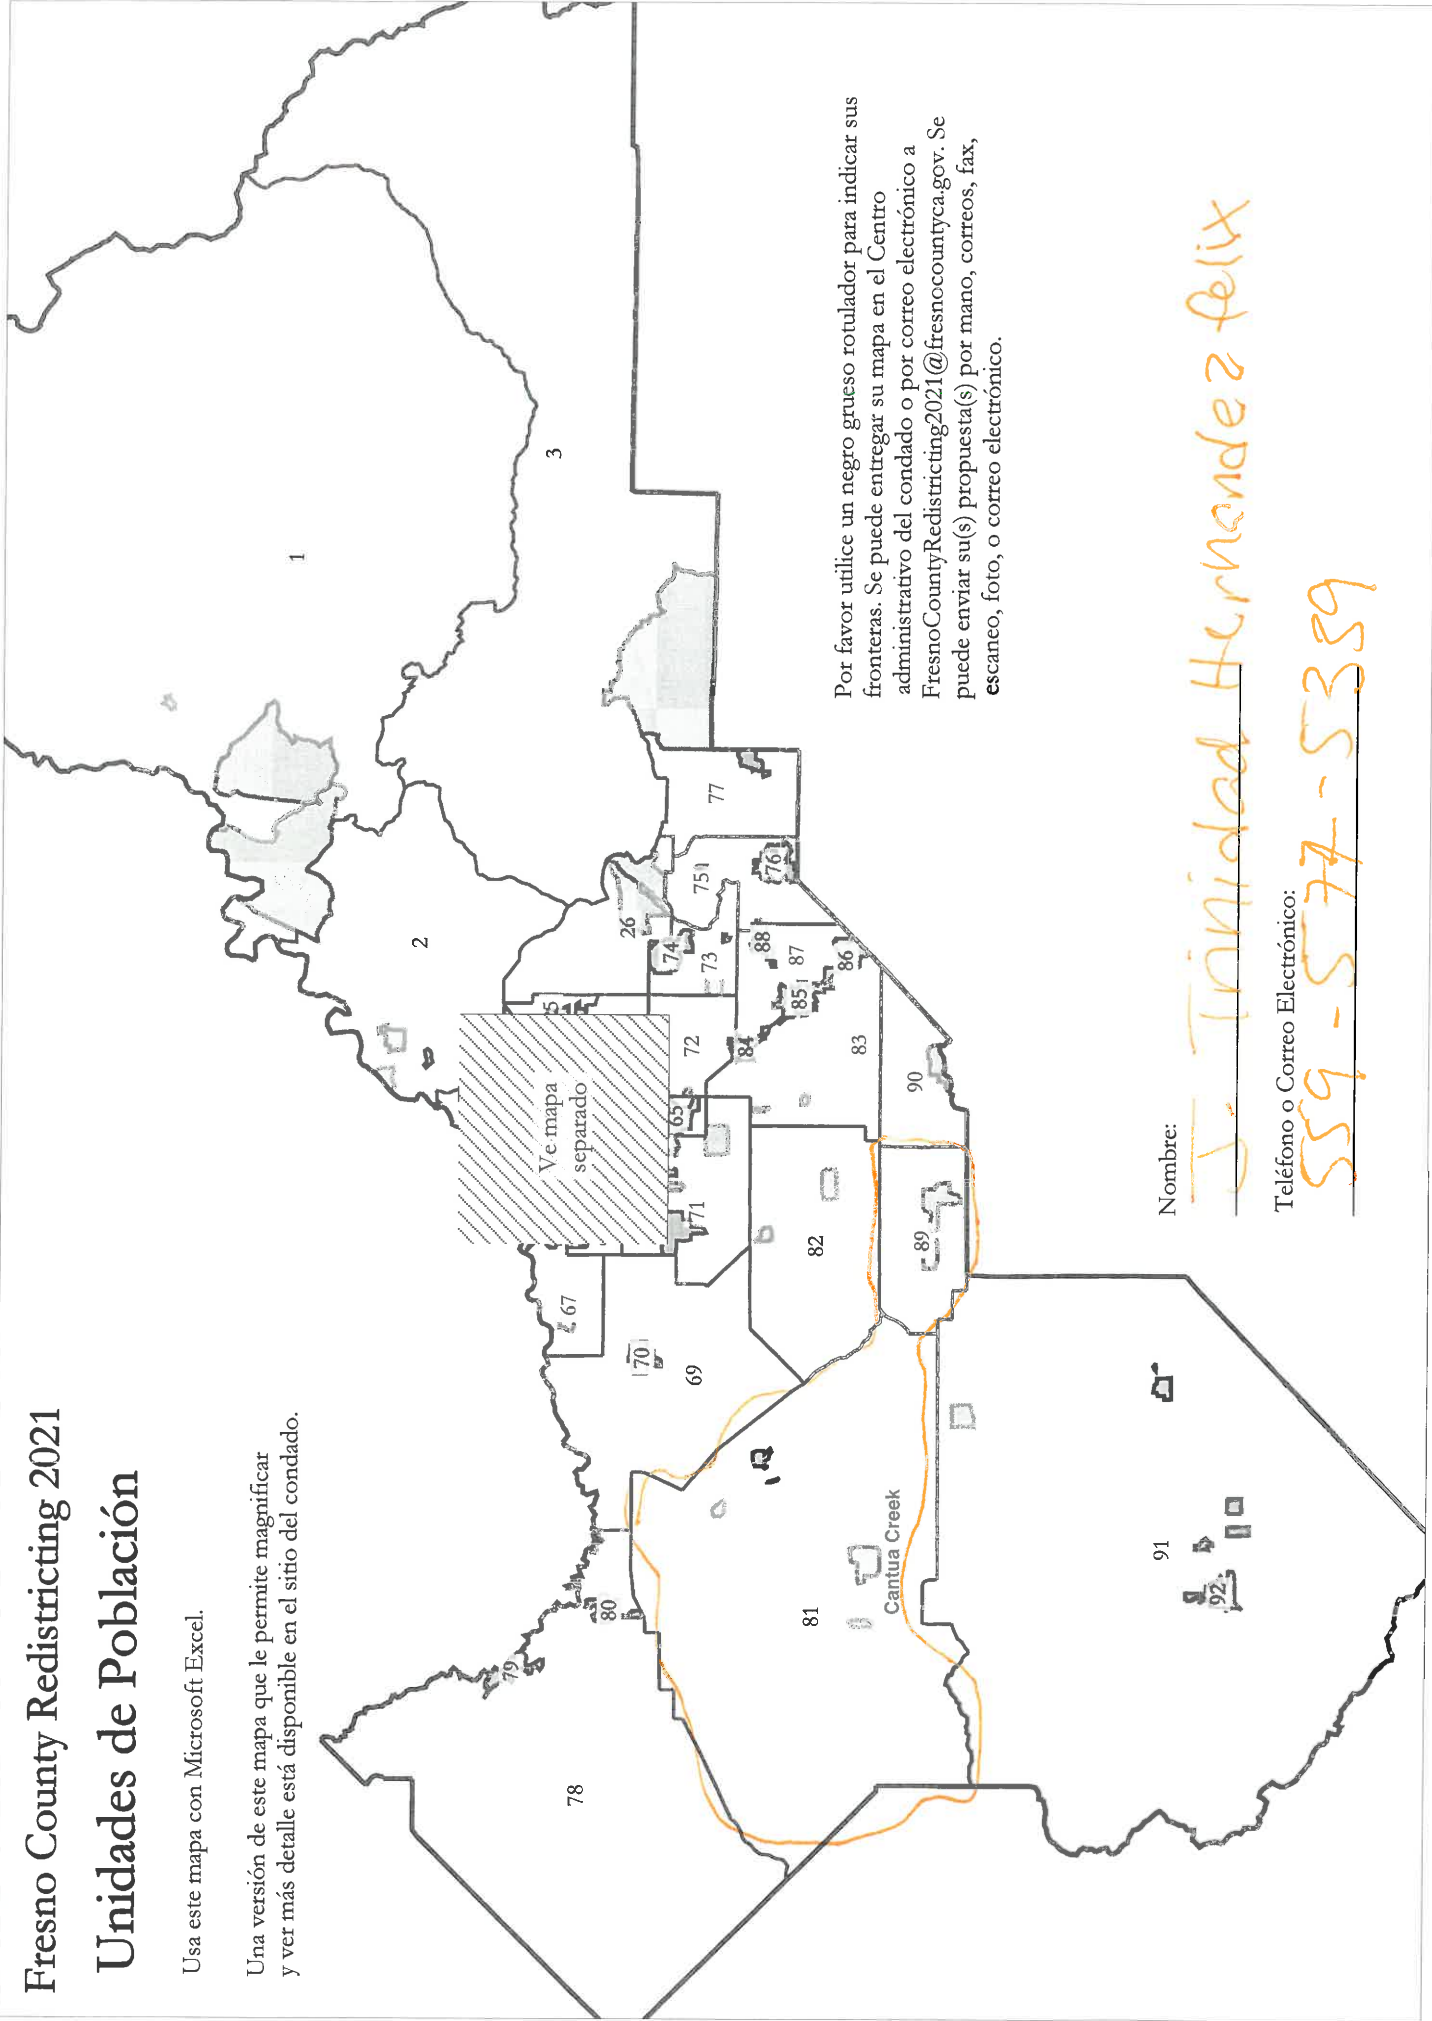 Fresno County Redistricting 2021
Unidades de Población
Usa este mapa con Microsoft Excel.
Una versión de este mapa que le permite magnificar
y ver más detalle está disponible en el sitio del condado.
1
2
3
26
5
Ve mapa
separado
65
67
69
70
71
72
73
74
75
76
77
78
79
80
81
Cantua Creek
82
83
84
85
86
87
88
89
90
91
92
Por favor utilice un negro grueso rotulador para indicar sus
fronteras. Se puede entregar su mapa en el Centro
administrativo del condado o por correo electrónico a
FresnoCountyRedistricting2021@fresnocountyca.gov. Se
puede enviar su(s) propuesta(s) por mano, correos, fax,
escaneo, foto, o correo electrónico.
Nombre:
J. Trinidad Hernandez felix
Teléfono o Correo Electrónico:
559-577-5359